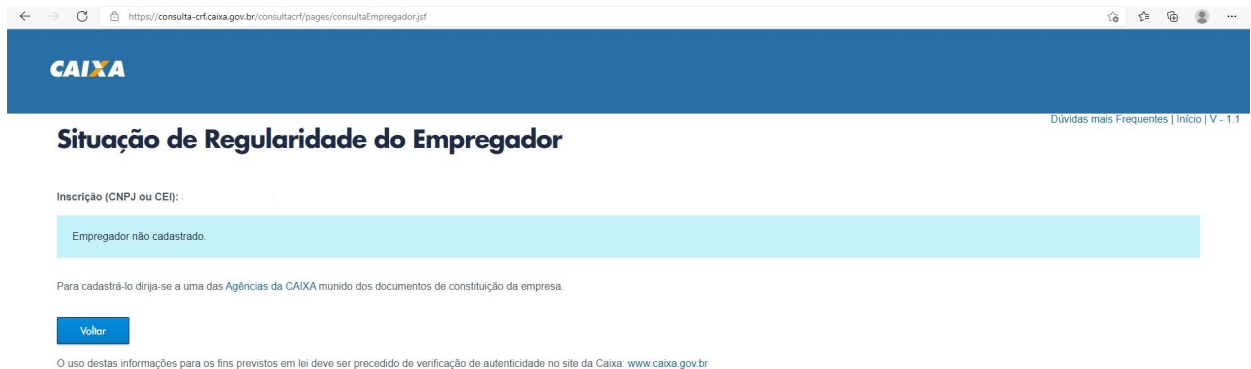 https://consulta-crf.caixa.gov.br/consultacrf/pages/consultaEmpregador.jsf
CAIXA
Dúvidas mais Frequentes | Início | V - 1.1
Situação de Regularidade do Empregador
Inscrição (CNPJ ou CEI):
Empregador não cadastrado.
Para cadastrá-lo dirija-se a uma das Agências da CAIXA munido dos documentos de constituição da empresa.
Voltar
O uso destas informações para os fins previstos em lei deve ser precedido de verificação de autenticidade no site da Caixa: www.caixa.gov.br